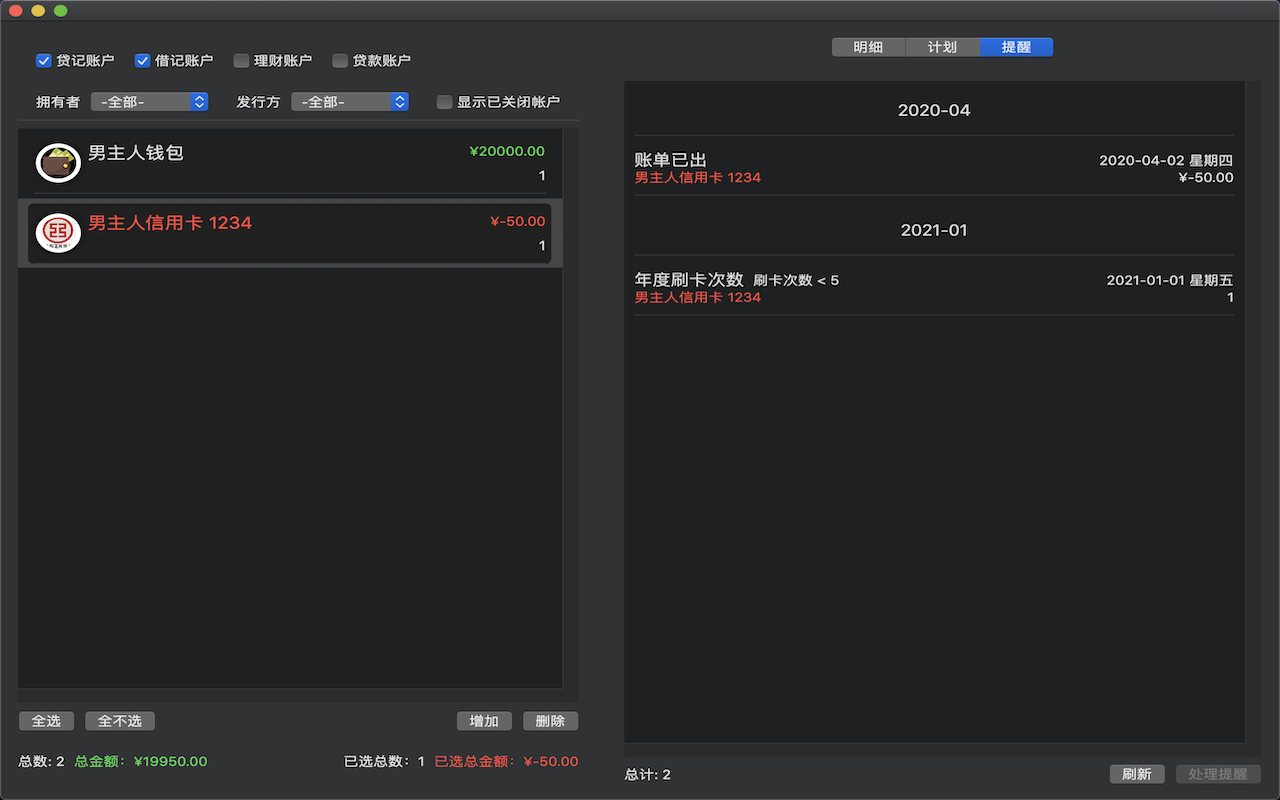 贷记账户 借记账户 理财账户 贷款账户
拥有者 -全部- 发行方 -全部- 显示已关闭帐户
男主人钱包 ¥20000.00
1
男主人信用卡 1234 ¥-50.00
1
全选 全不选 增加 删除
总数: 2 总金额: ¥19950.00 已选总数: 1 已选总金额: ¥-50.00
明细 计划 提醒
2020-04
账单已出 2020-04-02 星期四
男主人信用卡 1234 ¥-50.00
2021-01
年度刷卡次数 刷卡次数 < 5 2021-01-01 星期五
男主人信用卡 1234 1
总计: 2 刷新 处理提醒